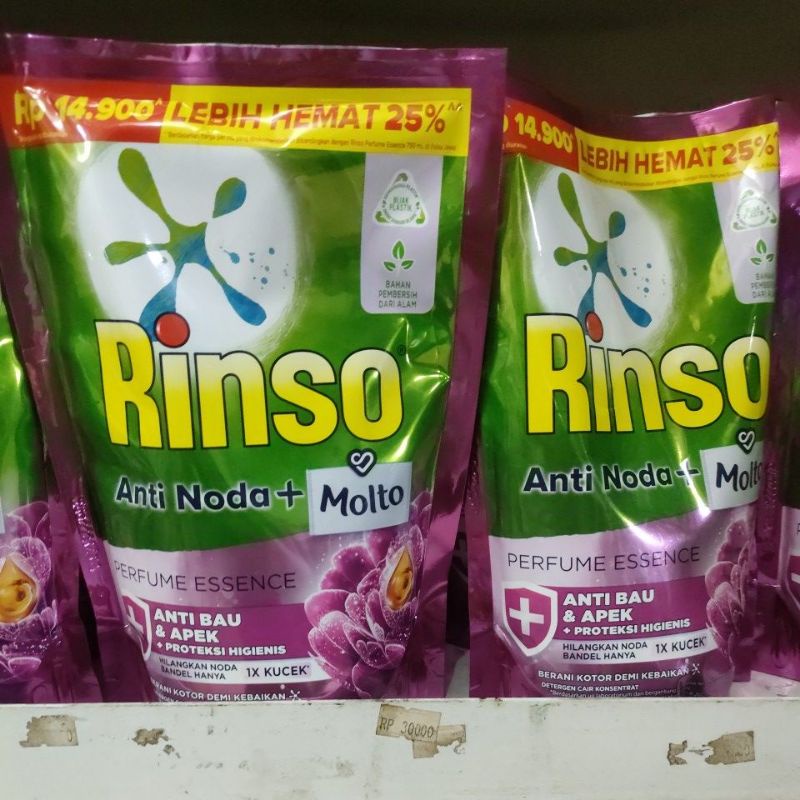 Rp 14.900^
LEBIH HEMAT 25%^^
BIJAK
PLASTIK
BAHAN
PEMBERSIH
DARI ALAM
Rinso®
Anti Noda+
Molto
PERFUME ESSENCE
ANTI BAU
& APEK
+ PROTEKSI HIGIENIS
HILANGKAN NODA
BANDEL HANYA
1X KUCEK*
BERANI KOTOR DEMI KEBAIKAN
14.900^
LEBIH HEMAT 25%^
BAHAN
Rinso
Anti Noda+
Molto
PERFUME ESSENCE
ANTI BAU
& APEK
+ PROTEKSI HIGIENIS
HILANGKAN NODA
BANDEL HANYA
1X KUCEK*
BERANI KOTOR DEMI KEBAIKAN
DETERGEN CAIR KONSENTRAT
RP 30000